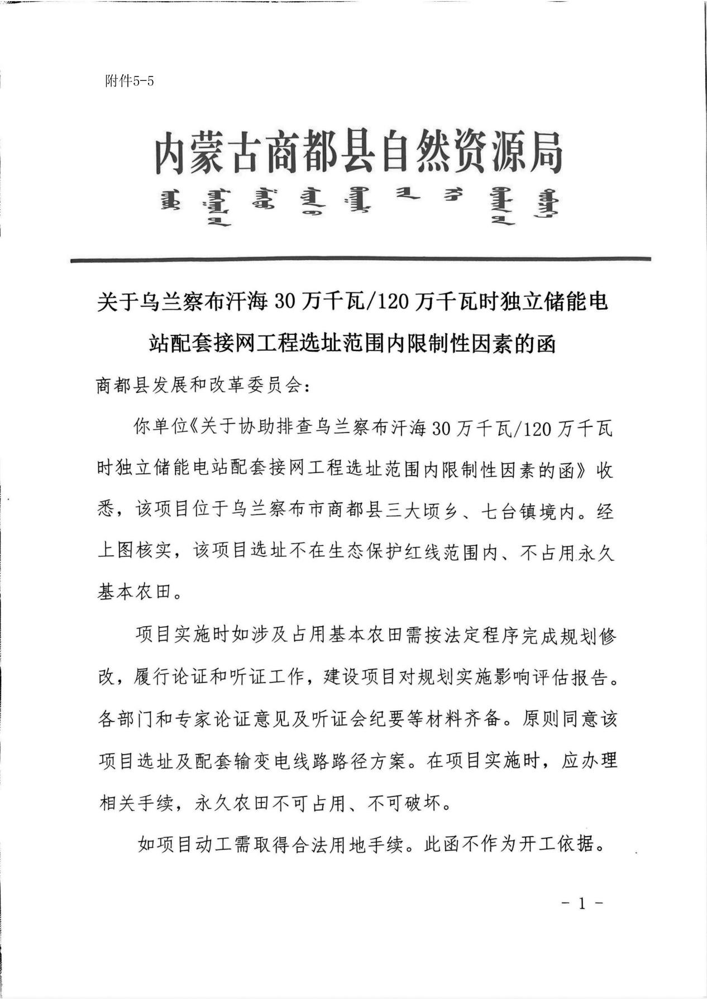 附件5-5
内蒙古商都县自然资源局
关于乌兰察布汗海 30 万千瓦/120 万千瓦时独立储能电
站配套接网工程选址范围内限制性因素的函
商都县发展和改革委员会：
你单位《关于协助排查乌兰察布汗海 30 万千瓦/120 万千瓦
时独立储能电站配套接网工程选址范围内限制性因素的函》收
悉，该项目位于乌兰察布市商都县三大顷乡、七台镇境内。经
上图核实，该项目选址不在生态保护红线范围内、不占用永久
基本农田。
项目实施时如涉及占用基本农田需按法定程序完成规划修
改，履行论证和听证工作，建设项目对规划实施影响评估报告。
各部门和专家论证意见及听证会纪要等材料齐备。原则同意该
项目选址及配套输变电线路路径方案。在项目实施时，应办理
相关手续，永久农田不可占用、不可破坏。
如项目动工需取得合法用地手续。此函不作为开工依据。
- 1 -